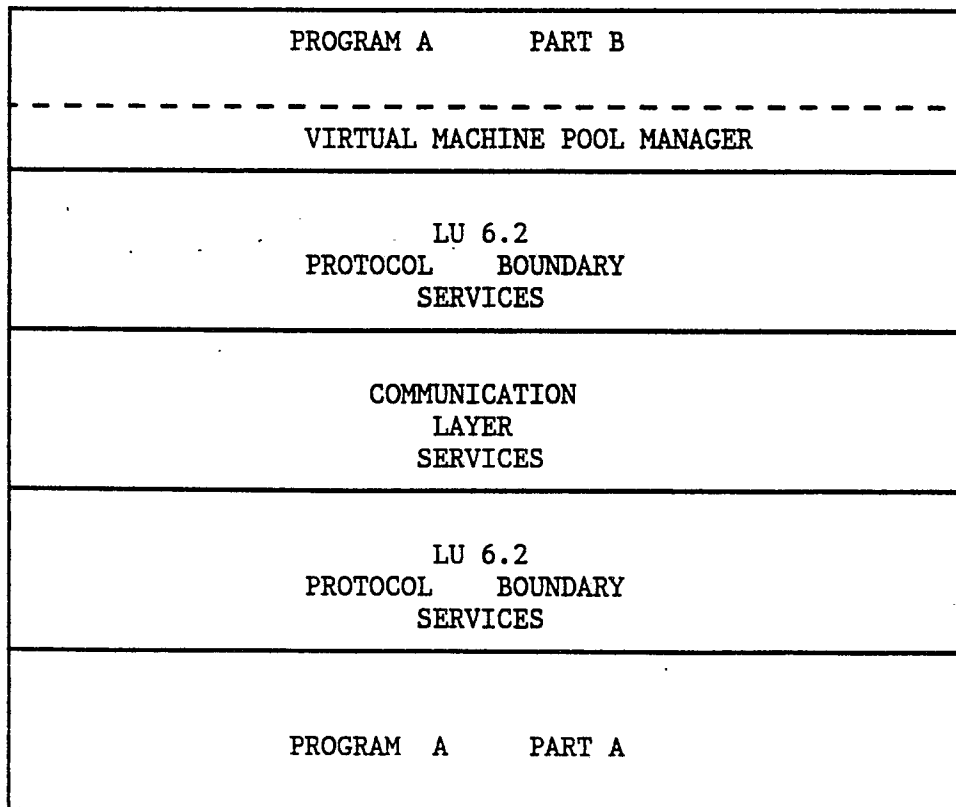 PROGRAM A PART B
VIRTUAL MACHINE POOL MANAGER
LU 6.2
PROTOCOL BOUNDARY
SERVICES
COMMUNICATION
LAYER
SERVICES
LU 6.2
PROTOCOL BOUNDARY
SERVICES
PROGRAM A PART A